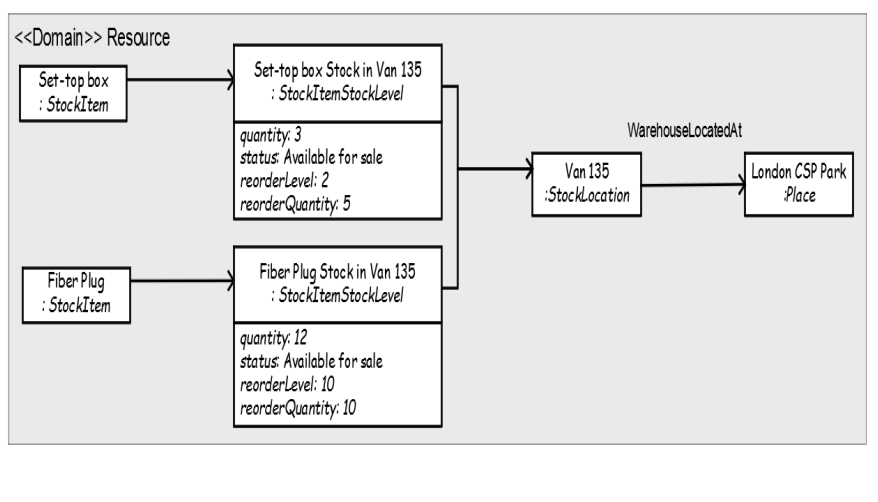 <<Domain>> Resource
Set-top box
: StockItem
Set-top box Stock in Van 135
: StockItemStockLevel
quantity: 3
status: Available for sale
reorderLevel: 2
reorderQuantity: 5
WarehouseLocatedAt
Van 135
:StockLocation
London CSP Park
:Place
Fiber Plug
: StockItem
Fiber Plug Stock in Van 135
: StockItemStockLevel
quantity: 12
status: Available for sale
reorderLevel: 10
reorderQuantity: 10